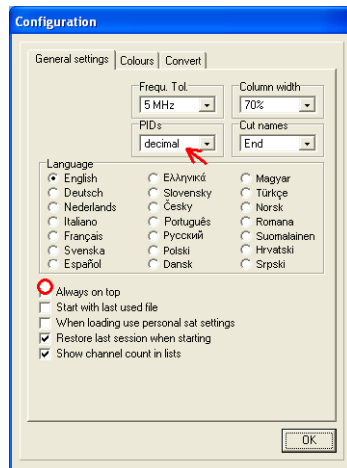 Configuration
General settings Colours Convert
Frequ. Tol. Column width
5 MHz 70%
PIDs Cut names
decimal End
Language
English Ελληνικά Magyar
Deutsch Slovensky Türkçe
Nederlands Česky Norsk
Italiano Português Romana
Français Русский Suomalainen
Svenska Polski Hrvatski
Español Dansk Srpski
Always on top
Start with last used file
When loading use personal sat settings
Restore last session when starting
Show channel count in lists
OK